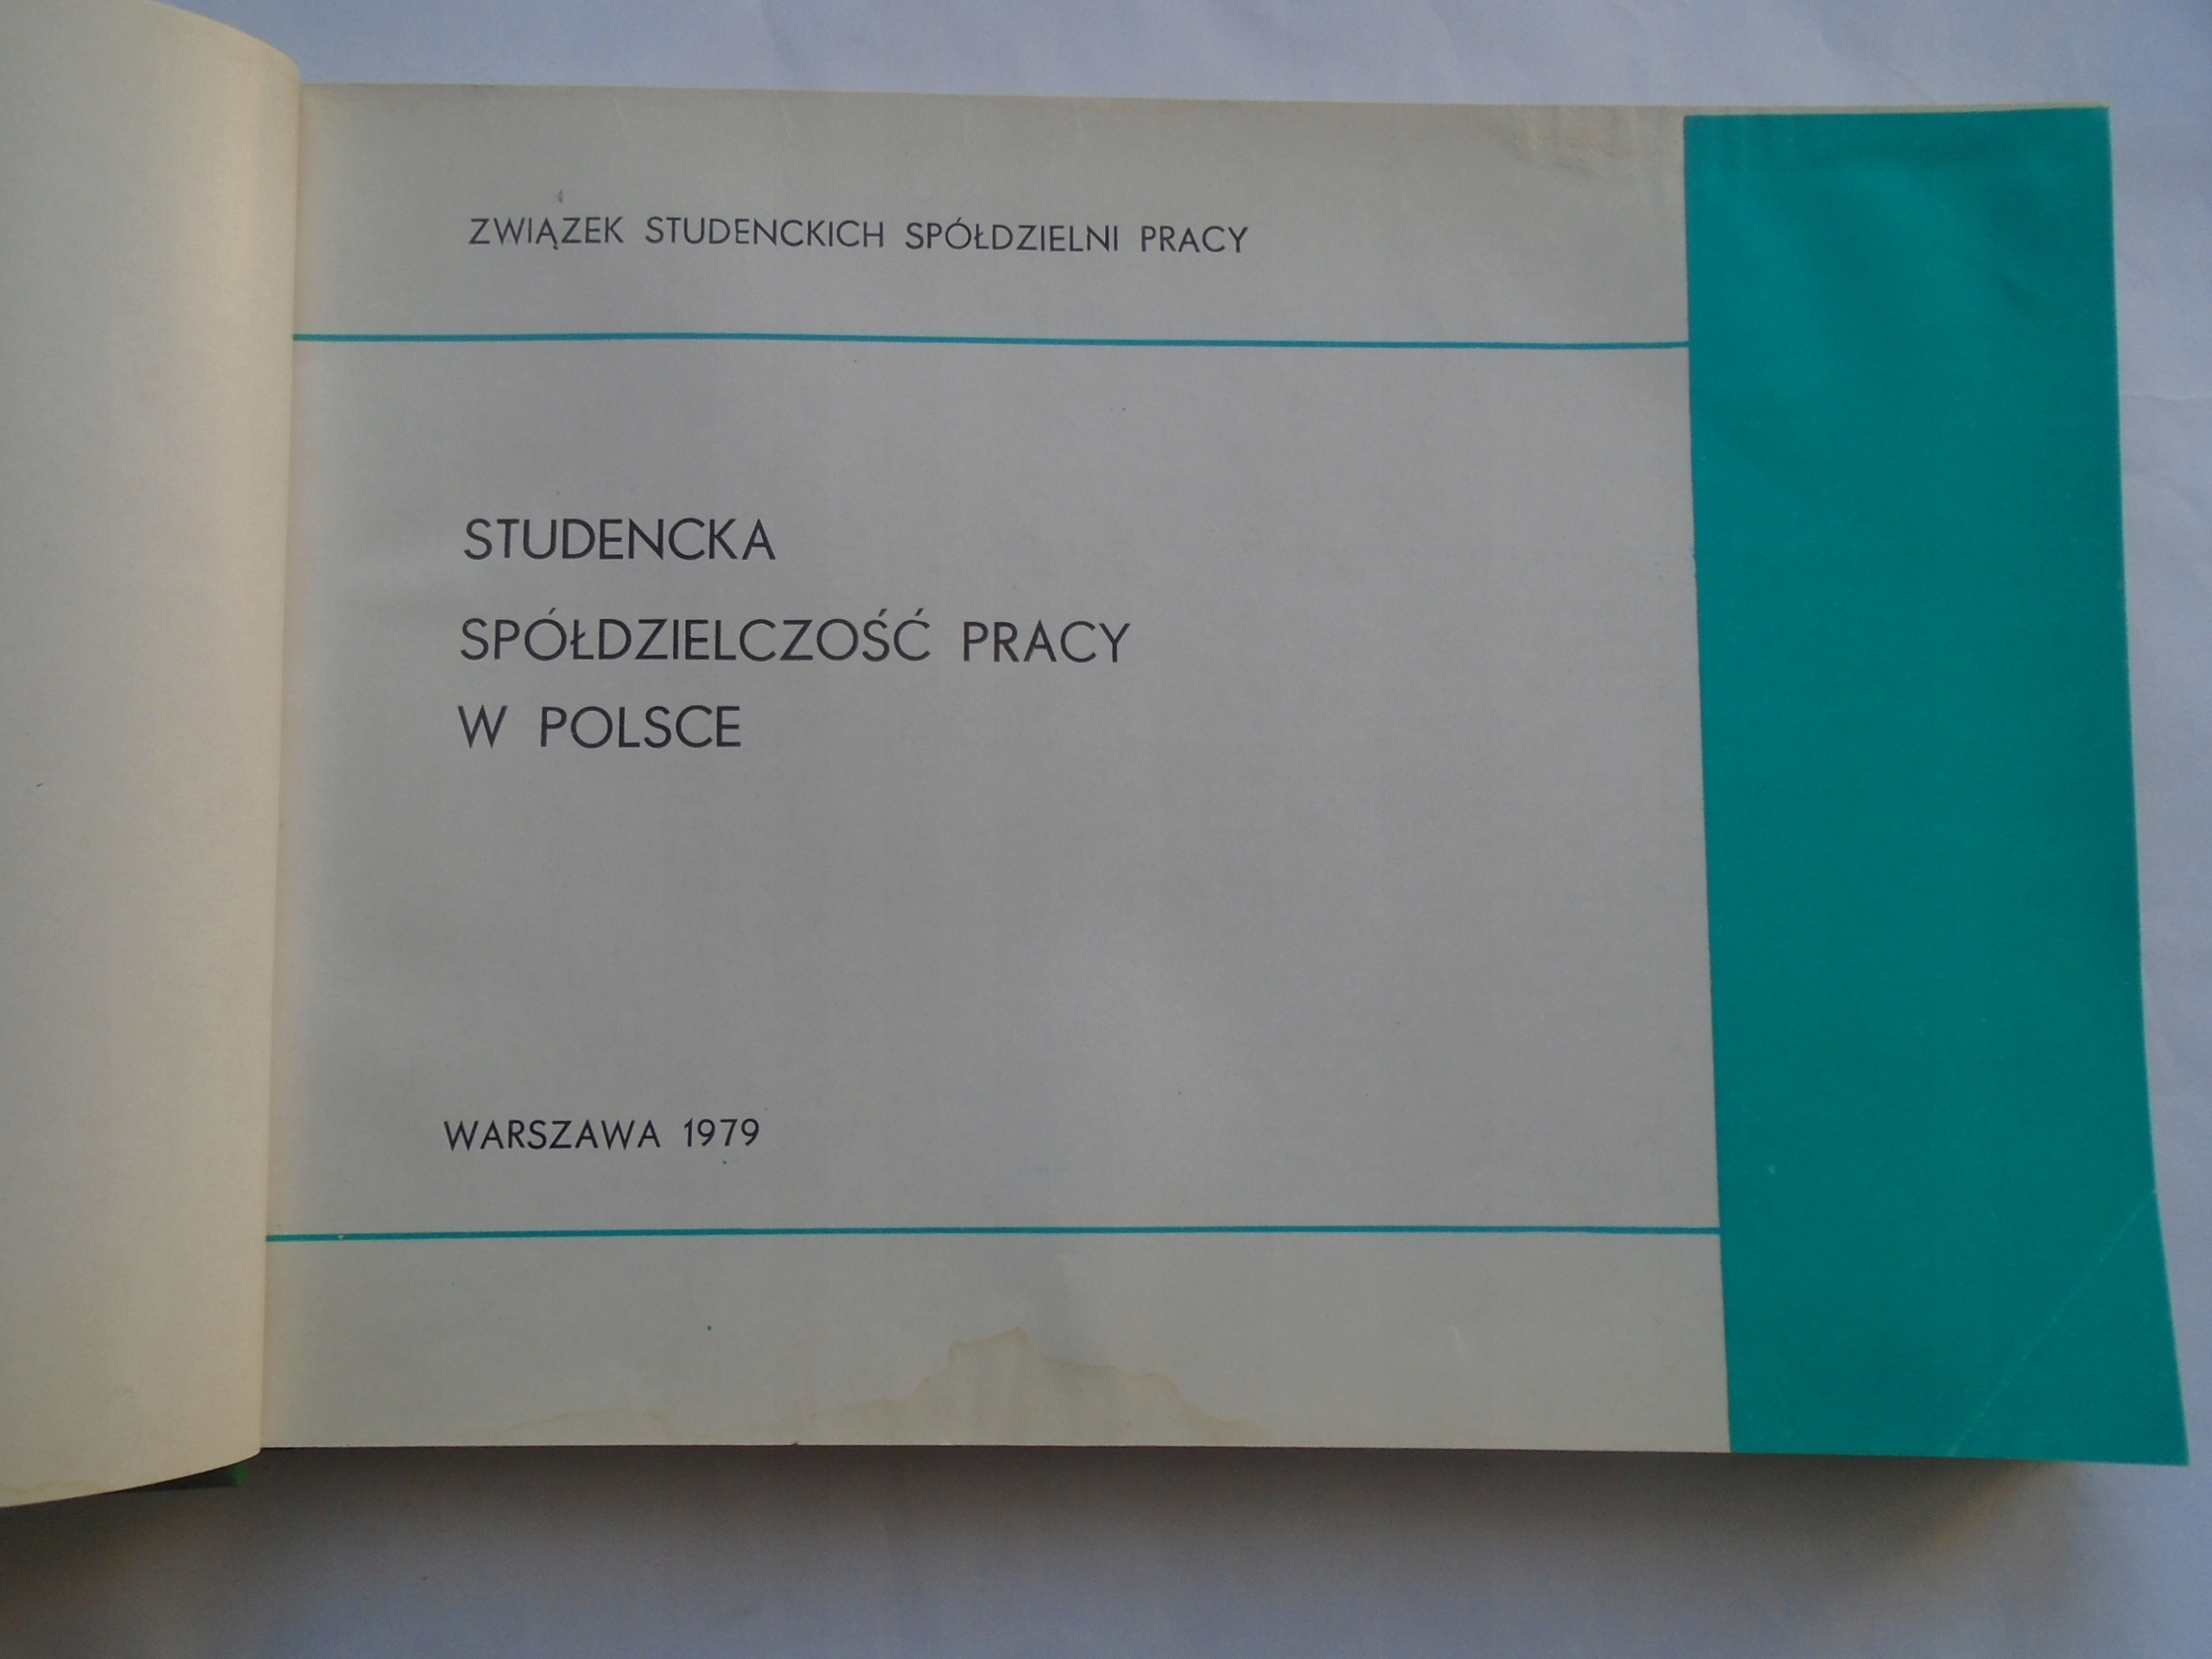 ZWIĄZEK STUDENCKICH SPÓŁDZIELNI PRACY
STUDENCKA
SPÓŁDZIELCZOŚĆ PRACY
W POLSCE
WARSZAWA 1979